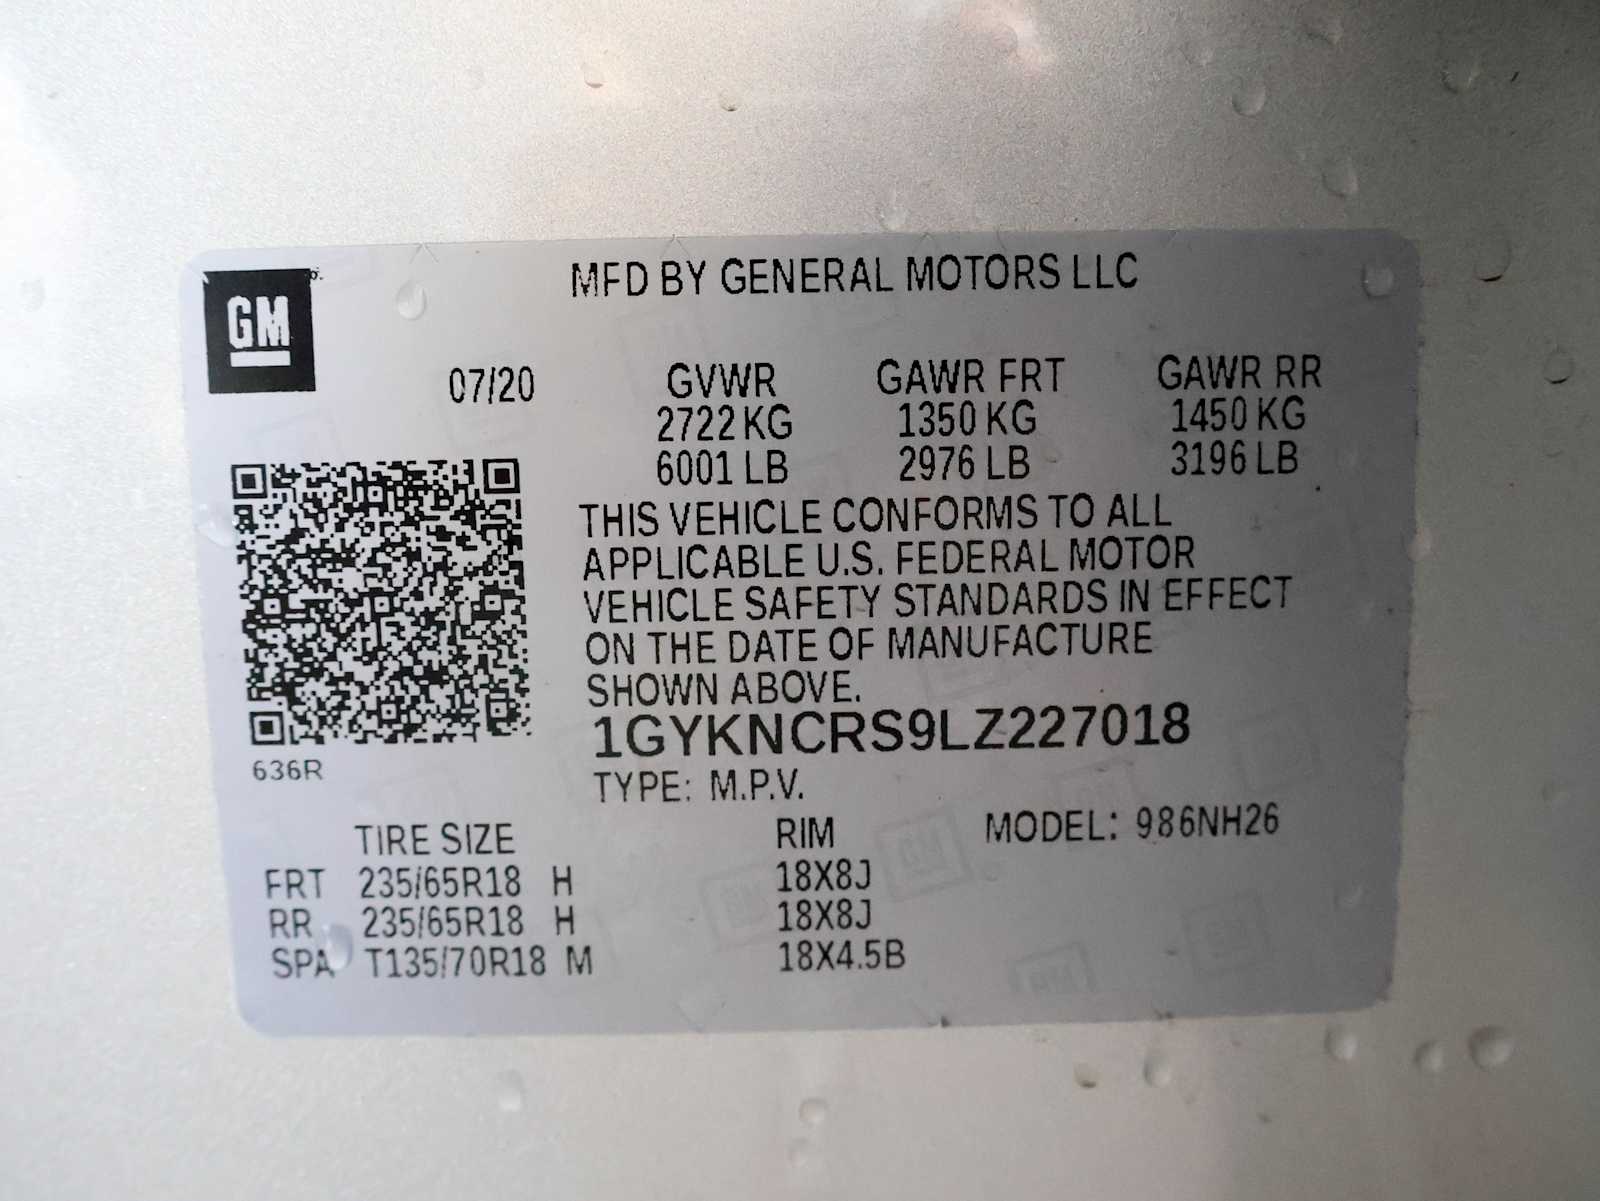 GM
MFD BY GENERAL MOTORS LLC
07/20 GVWR GAWR FRT GAWR RR
2722 KG 1350 KG 1450 KG
6001 LB 2976 LB 3196 LB
THIS VEHICLE CONFORMS TO ALL
APPLICABLE U.S. FEDERAL MOTOR
VEHICLE SAFETY STANDARDS IN EFFECT
ON THE DATE OF MANUFACTURE
SHOWN ABOVE.
1GYKNCRS9LZ227018
636R
TYPE: M.P.V.
TIRE SIZE RIM MODEL: 986NH26
FRT 235/65R18 H 18X8J
RR 235/65R18 H 18X8J
SPA T135/70R18 M 18X4.5B